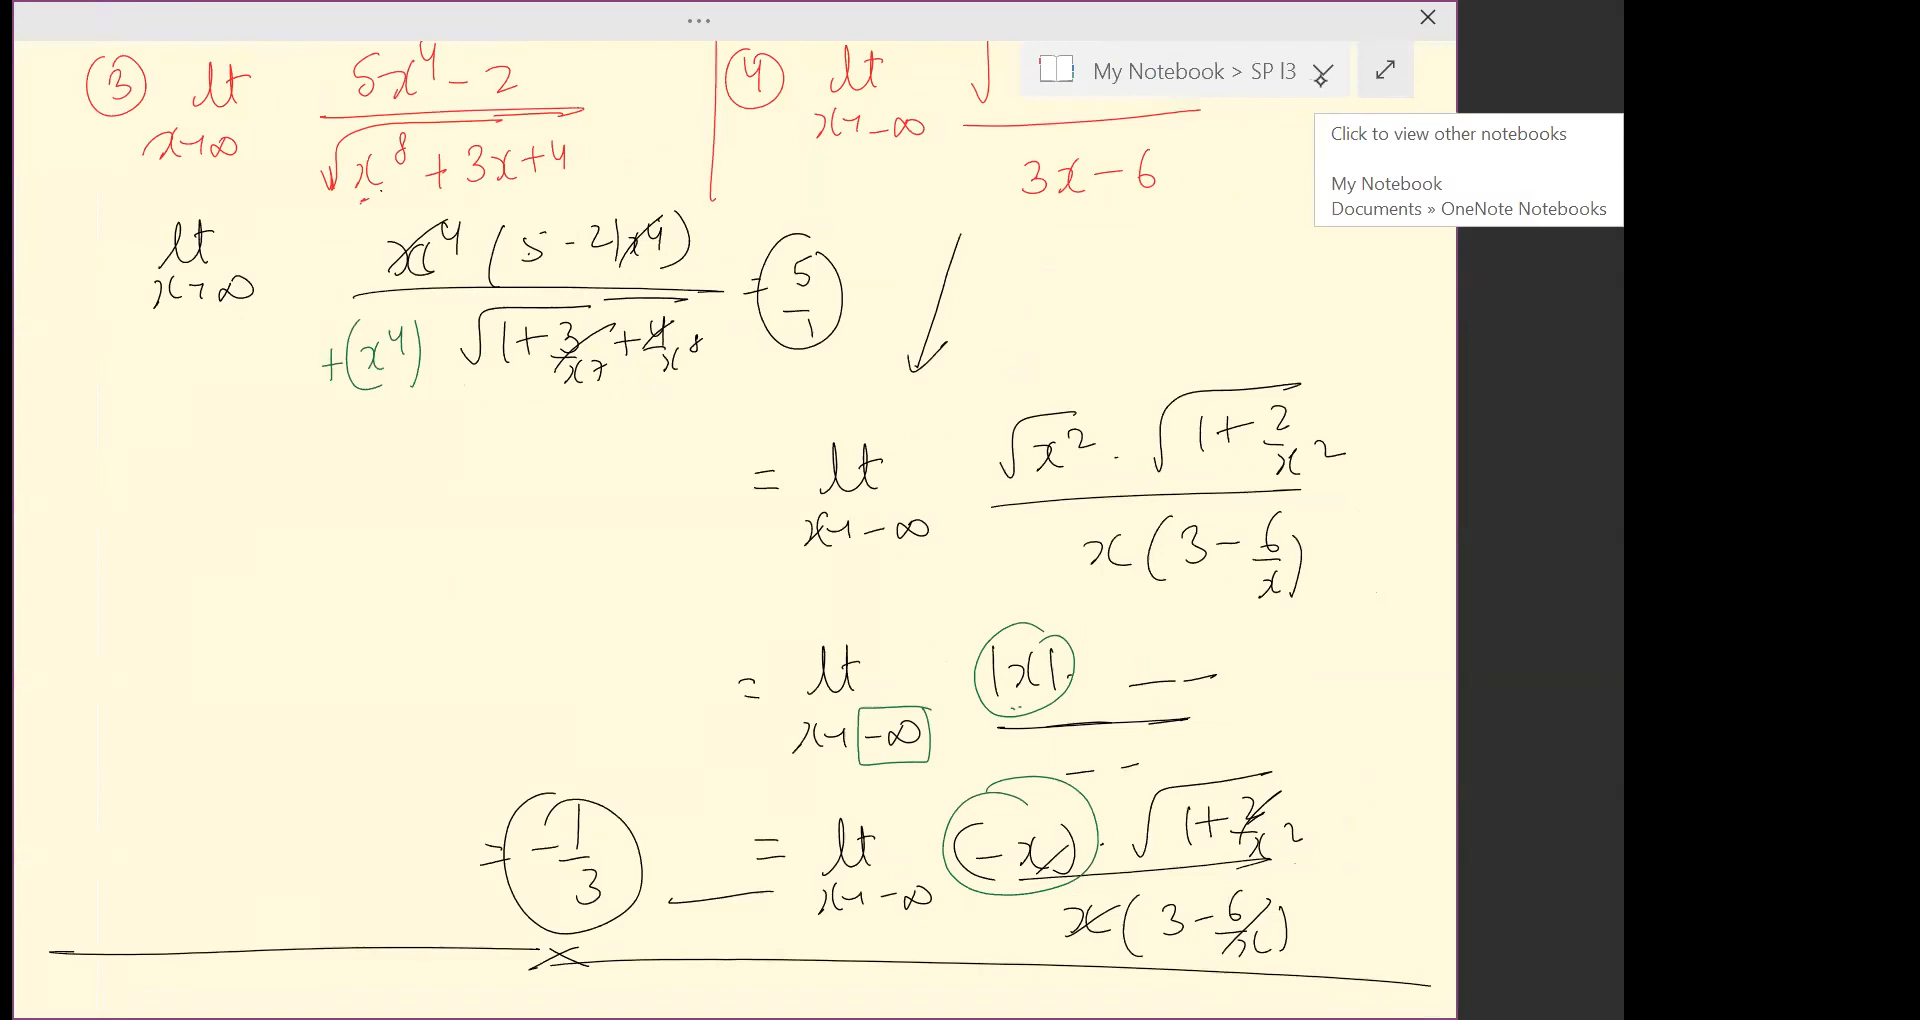 ...
My Notebook > SP l3
Click to view other notebooks
My Notebook
Documents » OneNote Notebooks
③ lt x→∞ (5x⁴ − 2) / √(x⁸ + 3x + 4)
④ lt x→−∞ √ / (3x − 6)
lt x→∞ x⁴ (5 − 2/x⁴) / +(x⁴) √(1 + 3/x⁷ + 4/x⁸) = 5/1
= lt x→−∞ √x² · √(1 + 2/x²) / x(3 − 6/x)
= lt x→−∞ |x|. −− / −−
= lt x→−∞ (−x) · √(1 + 2/x²) / x(3 − 6/x)
= −1/3